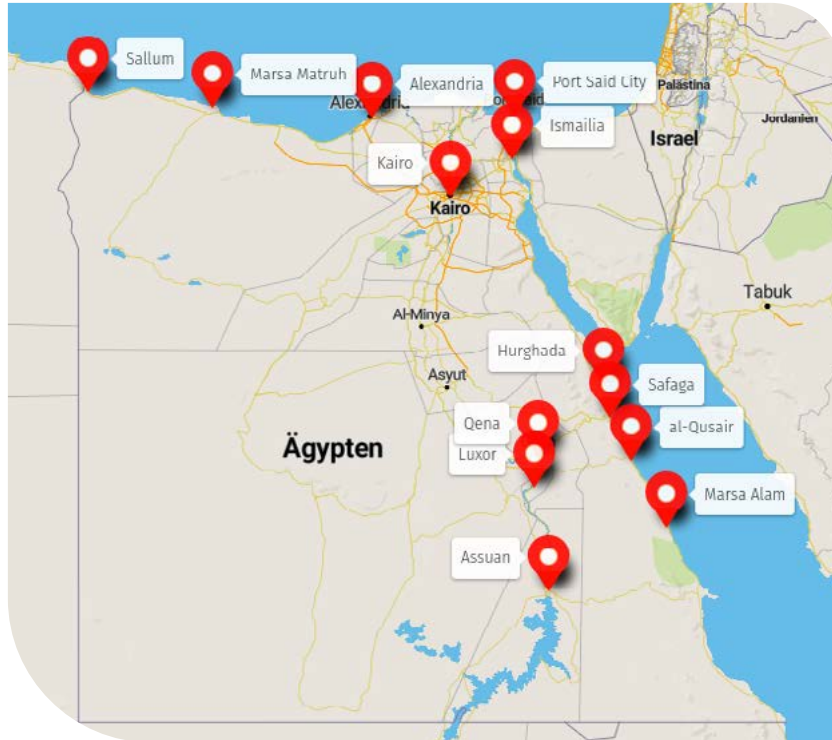 Sallum
Marsa Matruh
Alexandria
Port Said City
Palästina
Ismailia
Jordanien
Israel
Kairo
Kairo
Tabuk
Al-Minya
Hurghada
Asyut
Safaga
Qena
al-Qusair
Ägypten
Luxor
Marsa Alam
Assuan